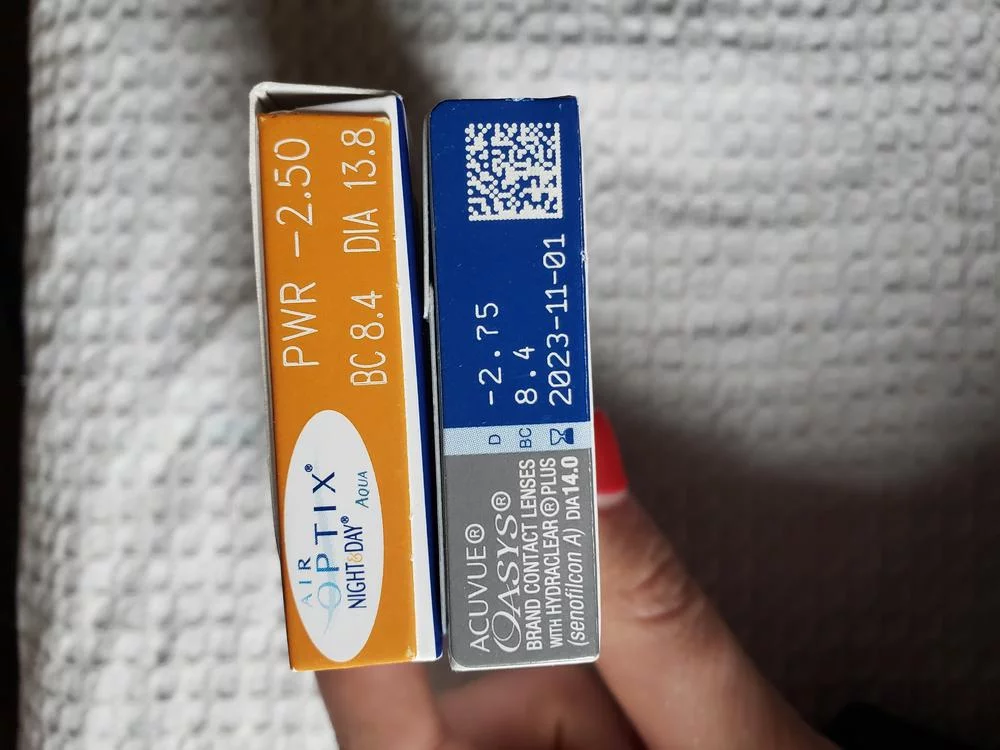 PWR -2.50
BC 8.4 DIA 13.8
AIR
OPTIX®
NIGHT&DAY®
AQUA
ACUVUE®
OASYS®
BRAND CONTACT LENSES
WITH HYDRACLEAR® PLUS
(senofilcon A) DIA 14.0
D -2.75
BC 8.4
2023-11-01